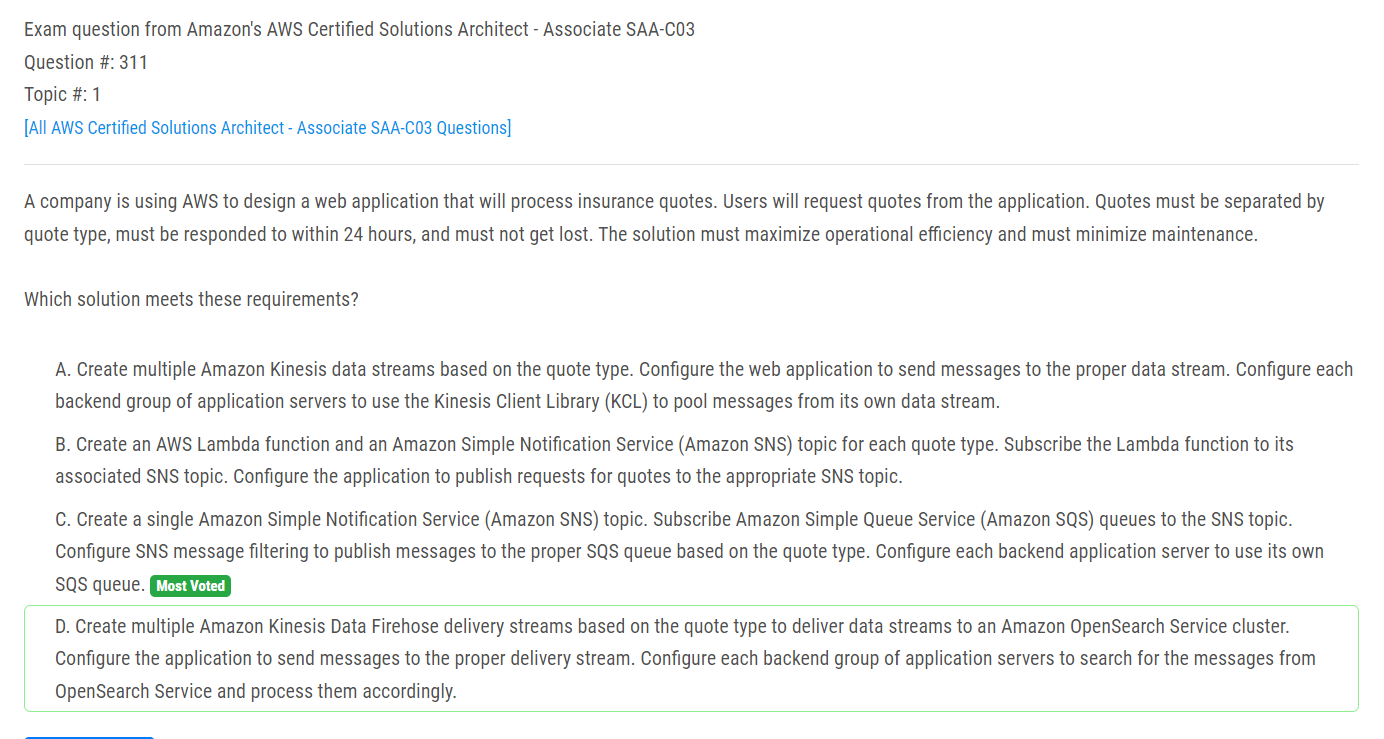 Exam question from Amazon's AWS Certified Solutions Architect - Associate SAA-C03
Question #: 311
Topic #: 1
[All AWS Certified Solutions Architect - Associate SAA-C03 Questions]
A company is using AWS to design a web application that will process insurance quotes. Users will request quotes from the application. Quotes must be separated by
quote type, must be responded to within 24 hours, and must not get lost. The solution must maximize operational efficiency and must minimize maintenance.
Which solution meets these requirements?
A. Create multiple Amazon Kinesis data streams based on the quote type. Configure the web application to send messages to the proper data stream. Configure each
backend group of application servers to use the Kinesis Client Library (KCL) to pool messages from its own data stream.
B. Create an AWS Lambda function and an Amazon Simple Notification Service (Amazon SNS) topic for each quote type. Subscribe the Lambda function to its
associated SNS topic. Configure the application to publish requests for quotes to the appropriate SNS topic.
C. Create a single Amazon Simple Notification Service (Amazon SNS) topic. Subscribe Amazon Simple Queue Service (Amazon SQS) queues to the SNS topic.
Configure SNS message filtering to publish messages to the proper SQS queue based on the quote type. Configure each backend application server to use its own
SQS queue. Most Voted
D. Create multiple Amazon Kinesis Data Firehose delivery streams based on the quote type to deliver data streams to an Amazon OpenSearch Service cluster.
Configure the application to send messages to the proper delivery stream. Configure each backend group of application servers to search for the messages from
OpenSearch Service and process them accordingly.